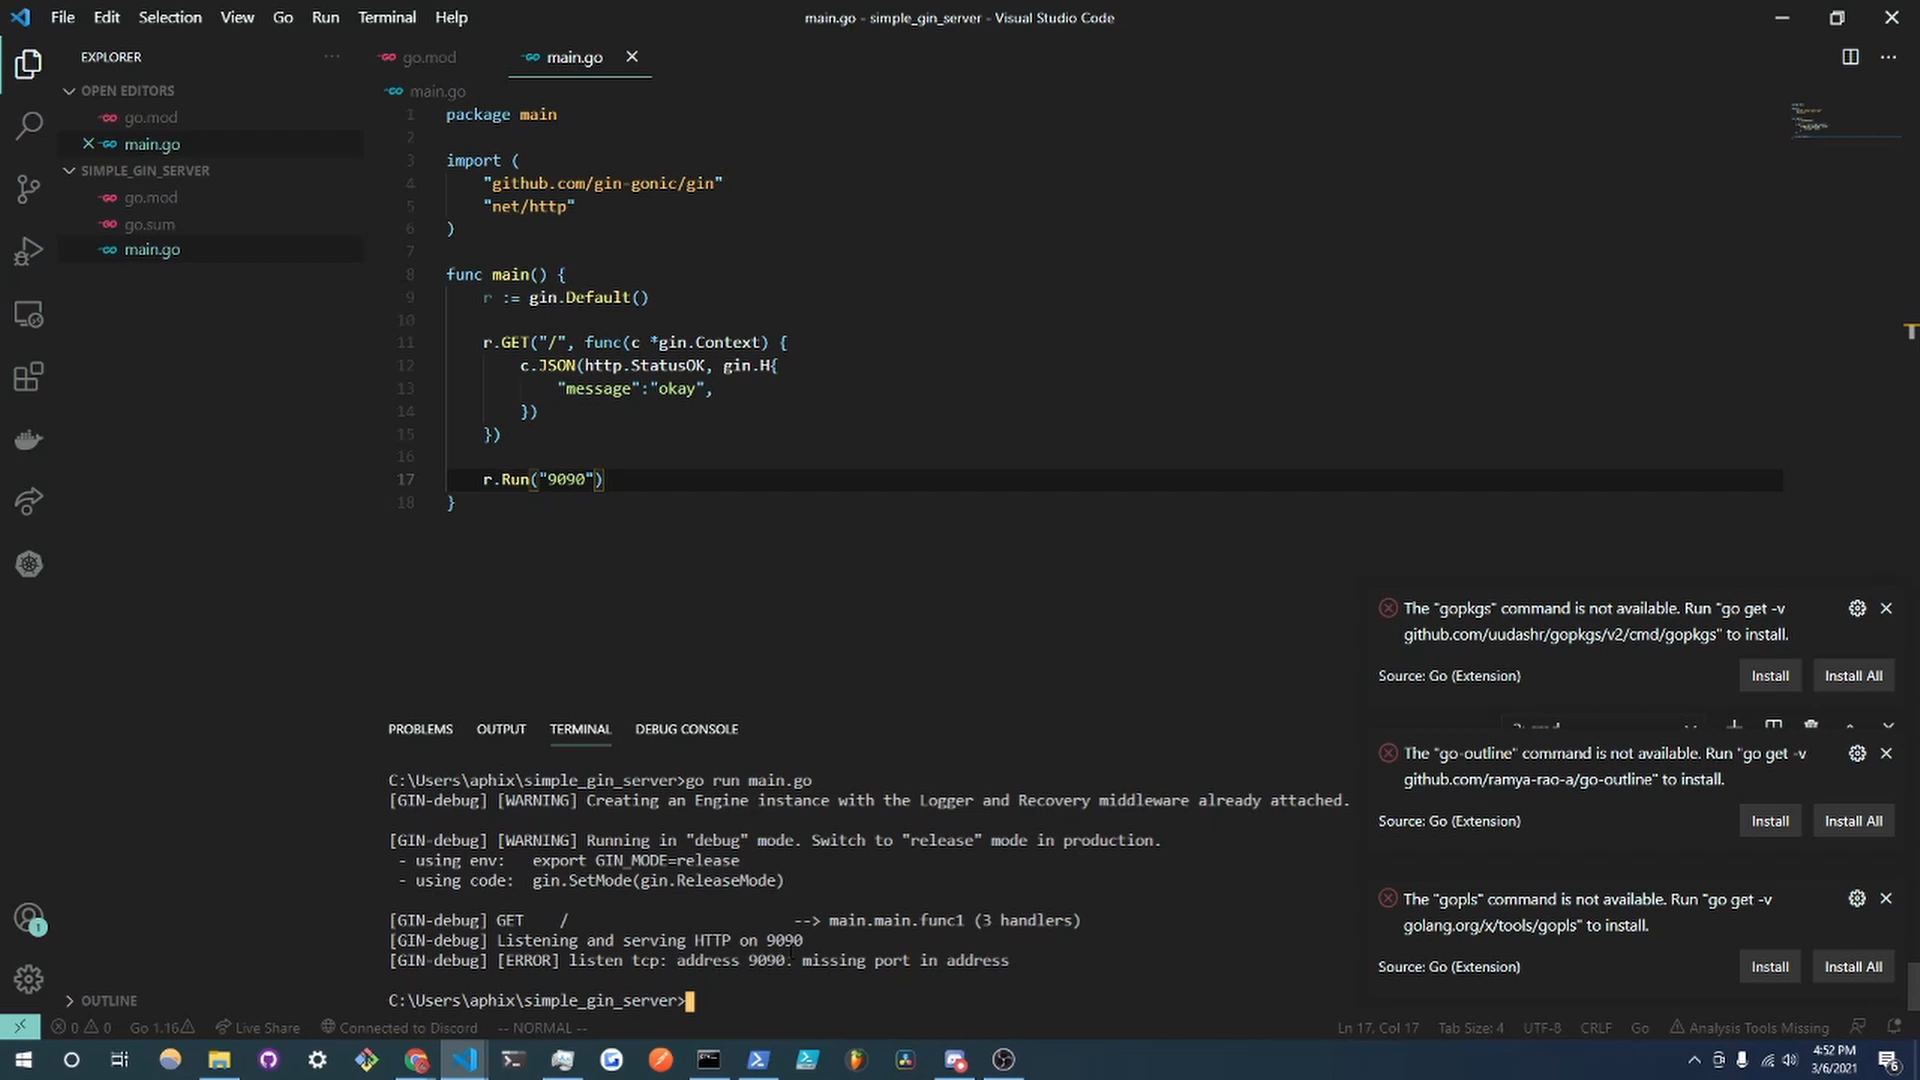 File Edit Selection View Go Run Terminal Help
main.go - simple_gin_server - Visual Studio Code
EXPLORER
OPEN EDITORS
go.mod
main.go
SIMPLE_GIN_SERVER
go.mod
go.sum
main.go
OUTLINE
go.mod
main.go
main.go
1 package main
2
3 import (
4 "github.com/gin-gonic/gin"
5 "net/http"
6 )
7
8 func main() {
9 r := gin.Default()
10
11 r.GET("/", func(c *gin.Context) {
12 c.JSON(http.StatusOK, gin.H{
13 "message":"okay",
14 })
15 })
16
17 r.Run("9090")
18 }
PROBLEMS OUTPUT TERMINAL DEBUG CONSOLE
C:\Users\aphix\simple_gin_server>go run main.go
[GIN-debug] [WARNING] Creating an Engine instance with the Logger and Recovery middleware already attached.
[GIN-debug] [WARNING] Running in "debug" mode. Switch to "release" mode in production.
- using env: export GIN_MODE=release
- using code: gin.SetMode(gin.ReleaseMode)
[GIN-debug] GET / --> main.main.func1 (3 handlers)
[GIN-debug] Listening and serving HTTP on 9090
[GIN-debug] [ERROR] listen tcp: address 9090: missing port in address
C:\Users\aphix\simple_gin_server>
The "gopkgs" command is not available. Run "go get -v
github.com/uudashr/gopkgs/v2/cmd/gopkgs" to install.
Source: Go (Extension)
Install Install All
The "go-outline" command is not available. Run "go get -v
github.com/ramya-rao-a/go-outline" to install.
Source: Go (Extension)
Install Install All
The "gopls" command is not available. Run "go get -v
golang.org/x/tools/gopls" to install.
Source: Go (Extension)
Install Install All
1
0 0 Go 1.16 Live Share Connected to Discord -- NORMAL --
Ln 17, Col 17 Tab Size: 4 UTF-8 CRLF Go Analysis Tools Missing
4:52 PM
3/6/2021
6